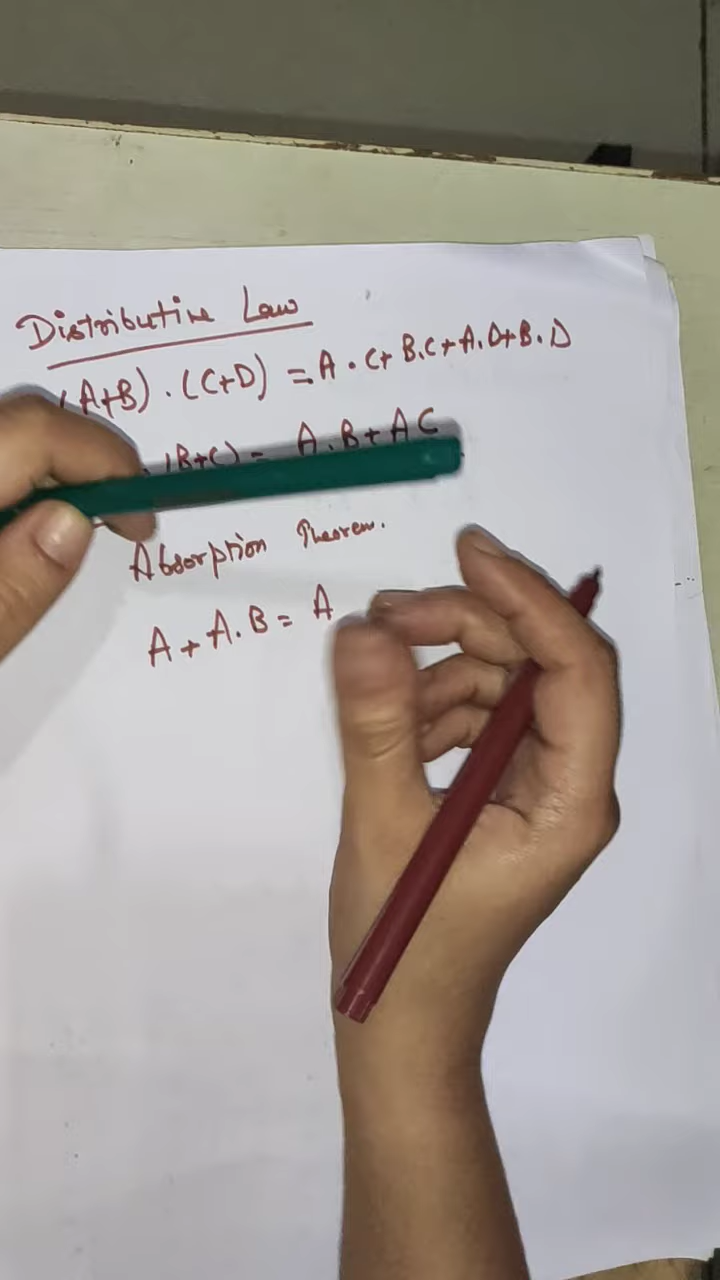 Distributive Law
(A+B) . (C+D) = A . C + B.C + A.D + B . D
. (B+C) = A . B + A C
Absorption Theorem.
A + A . B = A